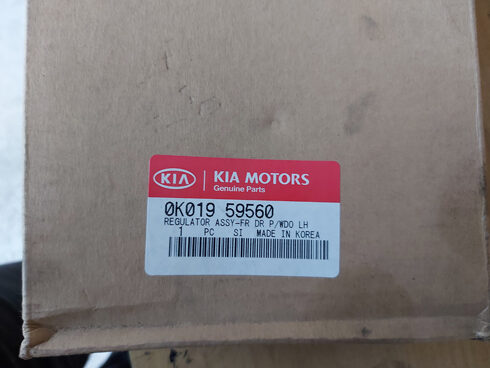 KIA
KIA MOTORS
Genuine Parts
0K019 59560
REGULATOR ASSY-FR DR P/WDO LH
1 PC SI MADE IN KOREA